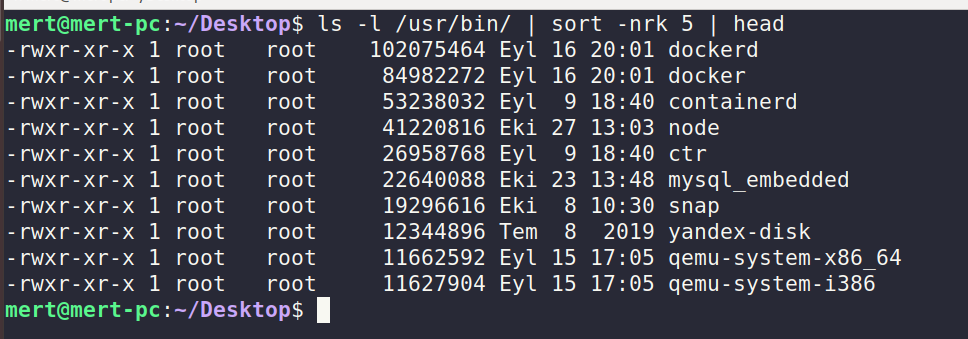 mert@mert-pc:~/Desktop$ ls -l /usr/bin/ | sort -nrk 5 | head
-rwxr-xr-x 1 root   root    102075464 Eyl 16 20:01 dockerd
-rwxr-xr-x 1 root   root     84982272 Eyl 16 20:01 docker
-rwxr-xr-x 1 root   root     53238032 Eyl  9 18:40 containerd
-rwxr-xr-x 1 root   root     41220816 Eki 27 13:03 node
-rwxr-xr-x 1 root   root     26958768 Eyl  9 18:40 ctr
-rwxr-xr-x 1 root   root     22640088 Eki 23 13:48 mysql_embedded
-rwxr-xr-x 1 root   root     19296616 Eki  8 10:30 snap
-rwxr-xr-x 1 root   root     12344896 Tem  8  2019 yandex-disk
-rwxr-xr-x 1 root   root     11662592 Eyl 15 17:05 qemu-system-x86_64
-rwxr-xr-x 1 root   root     11627904 Eyl 15 17:05 qemu-system-i386
mert@mert-pc:~/Desktop$